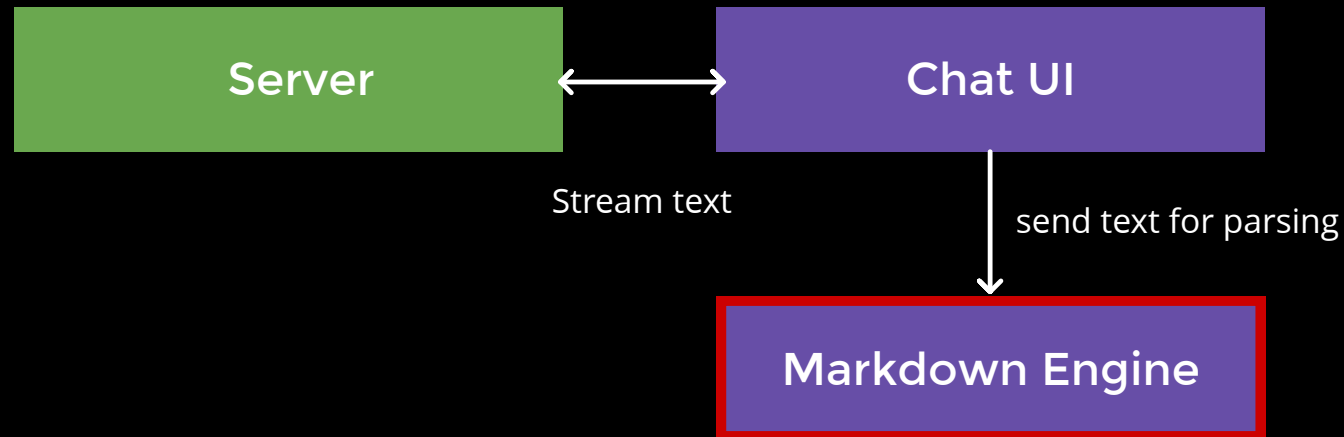 Server
Chat UI
Stream text
send text for parsing
Markdown Engine